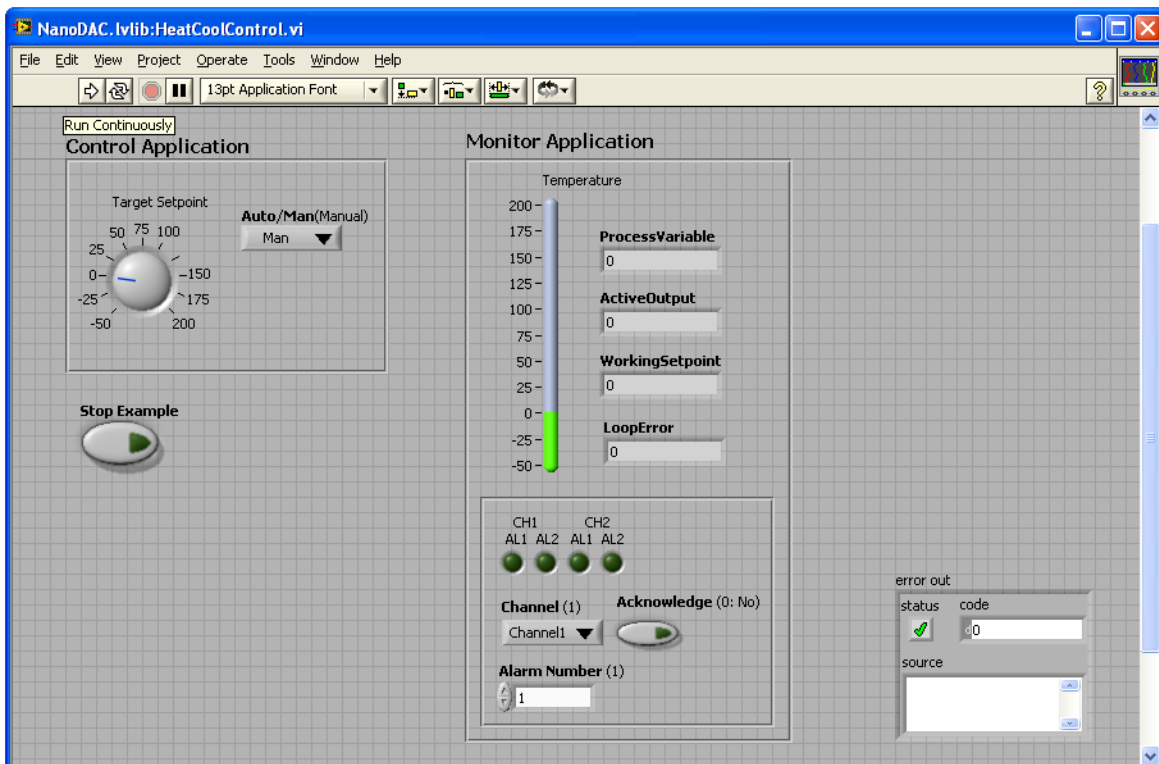 NanoDAC.lvlib:HeatCoolControl.vi
File Edit View Project Operate Tools Window Help
13pt Application Font
?
Run Continuously
Control Application
Target Setpoint
50 75 100
25
0 150
-25 175
-50 200
Auto/Man(Manual)
Man
Stop Example
Monitor Application
Temperature
200
175
150
125
100
75
50
25
0
-25
-50
ProcessVariable
0
ActiveOutput
0
WorkingSetpoint
0
LoopError
0
CH1 CH2
AL1 AL2 AL1 AL2
Channel (1)
Channel1
Acknowledge (0: No)
Alarm Number (1)
1
error out
status code
0
source